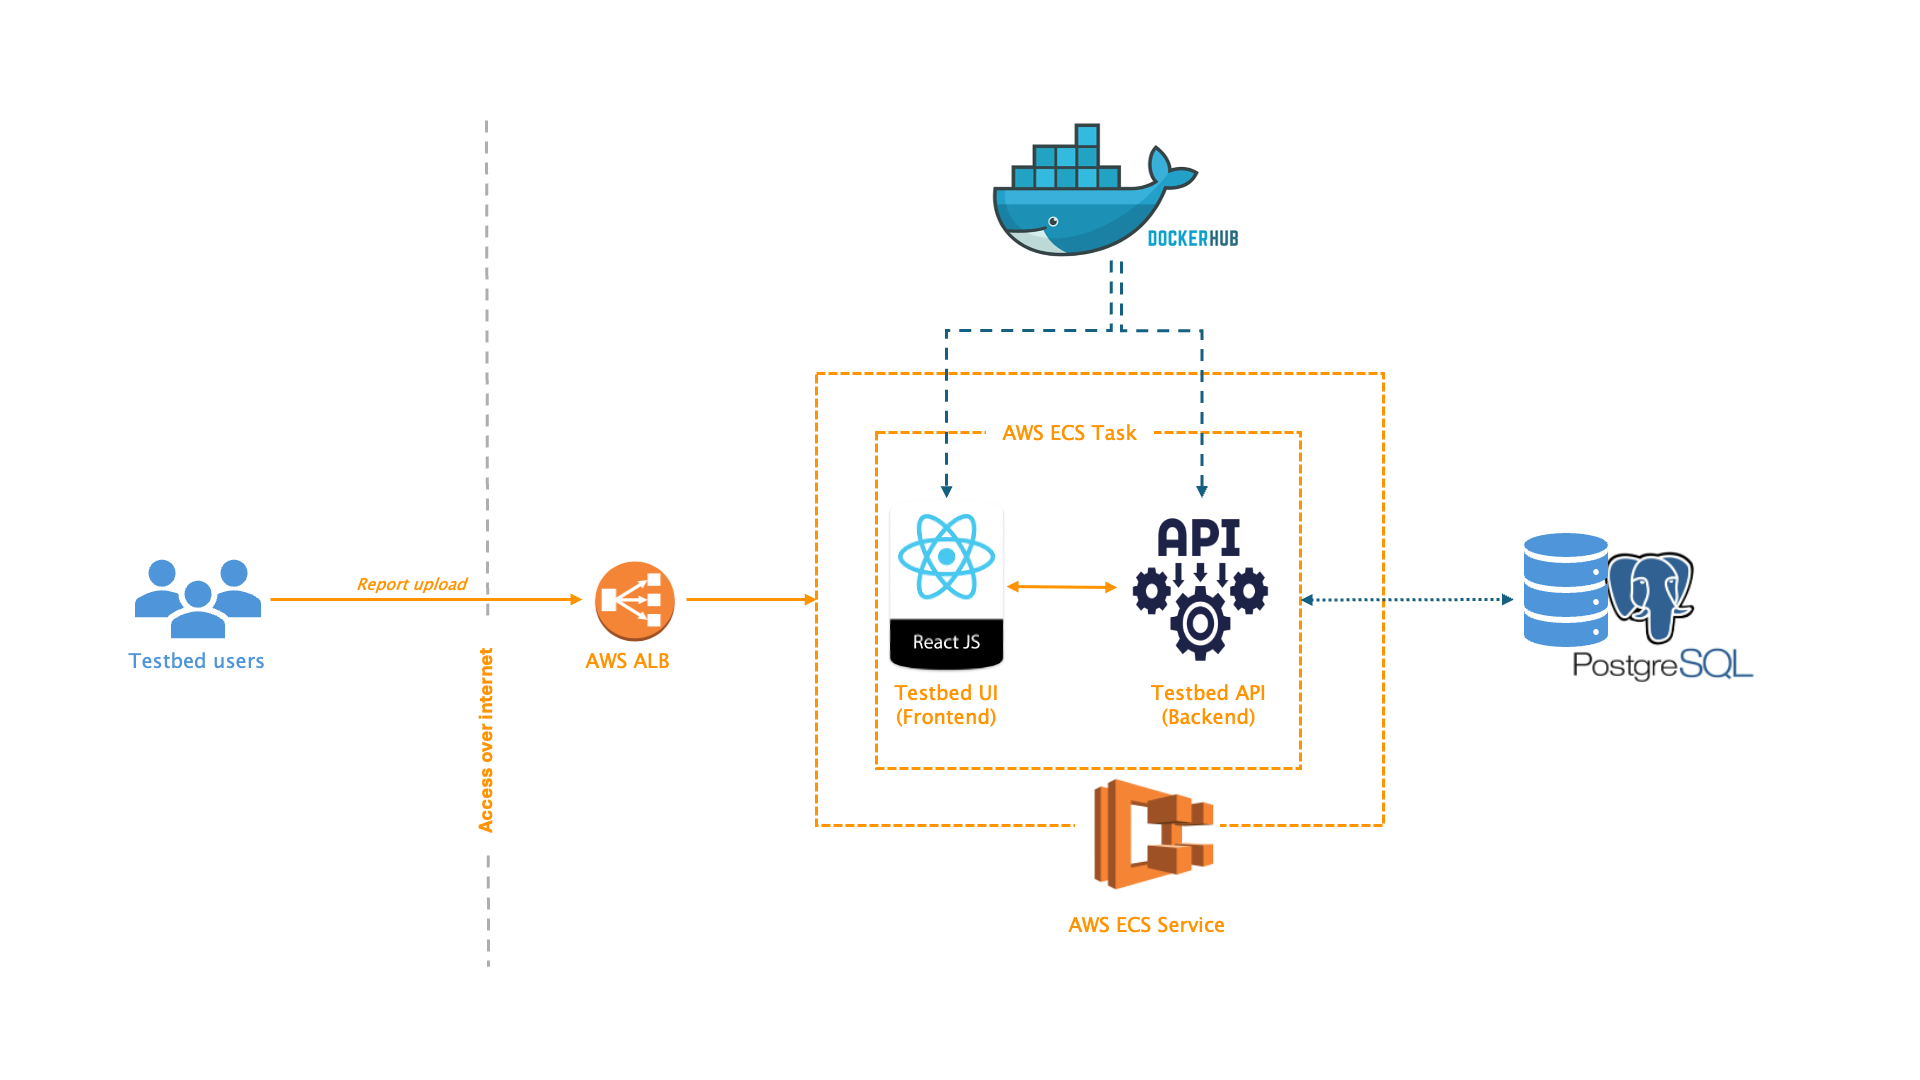 DOCKERHUB
AWS ECS Task
Report upload
API
React JS
Testbed users
AWS ALB
Access over internet
Testbed UI
(Frontend)
Testbed API
(Backend)
PostgreSQL
AWS ECS Service